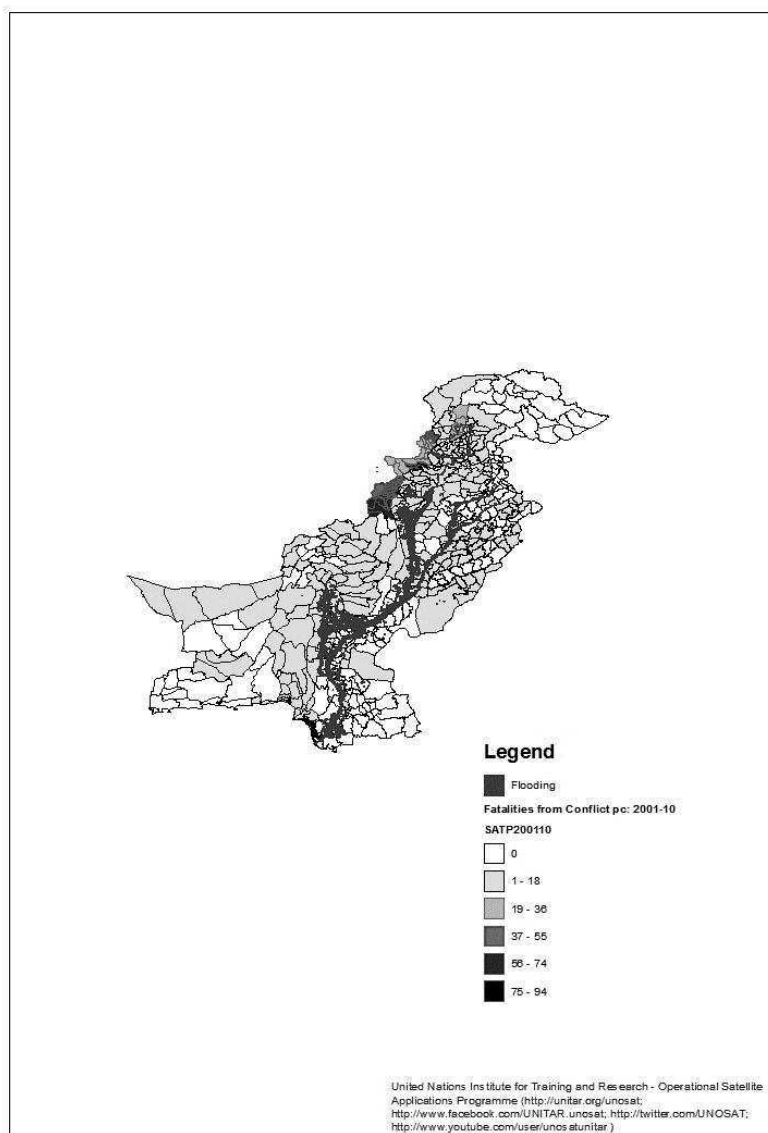 Legend
Flooding
Fatalities from Conflict pc: 2001-10
SATP200110
0
1 - 18
19 - 36
37 - 55
56 - 74
75 - 94
United Nations Institute for Training and Research - Operational Satellite
Applications Programme (http://unitar.org/unosat;
http://www.facebook.com/UNITAR.unosat; http://twitter.com/UNOSAT;
http://www.youtube.com/user/unosatunitar )